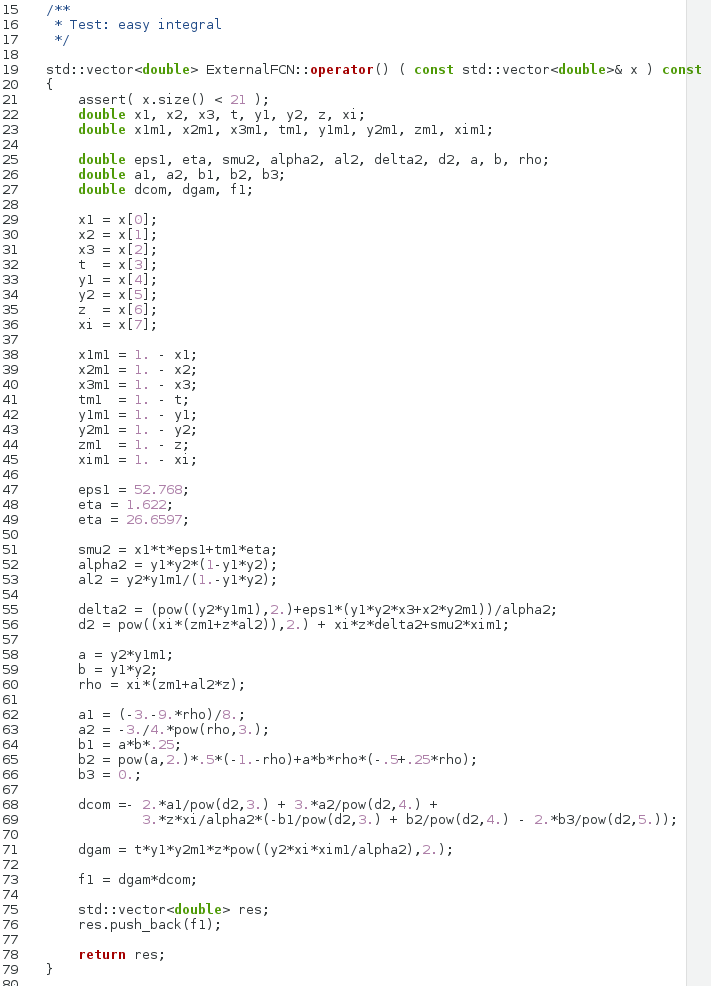 15 /**
16  * Test: easy integral
17  */
18
19 std::vector<double> ExternalFCN::operator() ( const std::vector<double>& x ) const
20 {
21     assert( x.size() < 21 );
22     double x1, x2, x3, t, y1, y2, z, xi;
23     double x1m1, x2m1, x3m1, tm1, y1m1, y2m1, zm1, xim1;
24
25     double eps1, eta, smu2, alpha2, al2, delta2, d2, a, b, rho;
26     double a1, a2, b1, b2, b3;
27     double dcom, dgam, f1;
28
29     x1 = x[0];
30     x2 = x[1];
31     x3 = x[2];
32     t  = x[3];
33     y1 = x[4];
34     y2 = x[5];
35     z  = x[6];
36     xi = x[7];
37
38     x1m1 = 1. - x1;
39     x2m1 = 1. - x2;
40     x3m1 = 1. - x3;
41     tm1  = 1. - t;
42     y1m1 = 1. - y1;
43     y2m1 = 1. - y2;
44     zm1  = 1. - z;
45     xim1 = 1. - xi;
46
47     eps1 = 52.768;
48     eta = 1.622;
49     eta = 26.6597;
50
51     smu2 = x1*t*eps1+tm1*eta;
52     alpha2 = y1*y2*(1-y1*y2);
53     al2 = y2*y1m1/(1.-y1*y2);
54
55     delta2 = (pow((y2*y1m1),2.)+eps1*(y1*y2*x3+x2*y2m1))/alpha2;
56     d2 = pow((xi*(zm1+z*al2)),2.) + xi*z*delta2+smu2*xim1;
57
58     a = y2*y1m1;
59     b = y1*y2;
60     rho = xi*(zm1+al2*z);
61
62     a1 = (-3.-9.*rho)/8.;
63     a2 = -3./4.*pow(rho,3.);
64     b1 = a*b*.25;
65     b2 = pow(a,2.)*.5*(-1.-rho)+a*b*rho*(-.5+.25*rho);
66     b3 = 0.;
67
68     dcom =- 2.*a1/pow(d2,3.) + 3.*a2/pow(d2,4.) +
69             3.*z*xi/alpha2*(-b1/pow(d2,3.) + b2/pow(d2,4.) - 2.*b3/pow(d2,5.));
70
71     dgam = t*y1*y2m1*z*pow((y2*xi*xim1/alpha2),2.);
72
73     f1 = dgam*dcom;
74
75     std::vector<double> res;
76     res.push_back(f1);
77
78     return res;
79 }
80